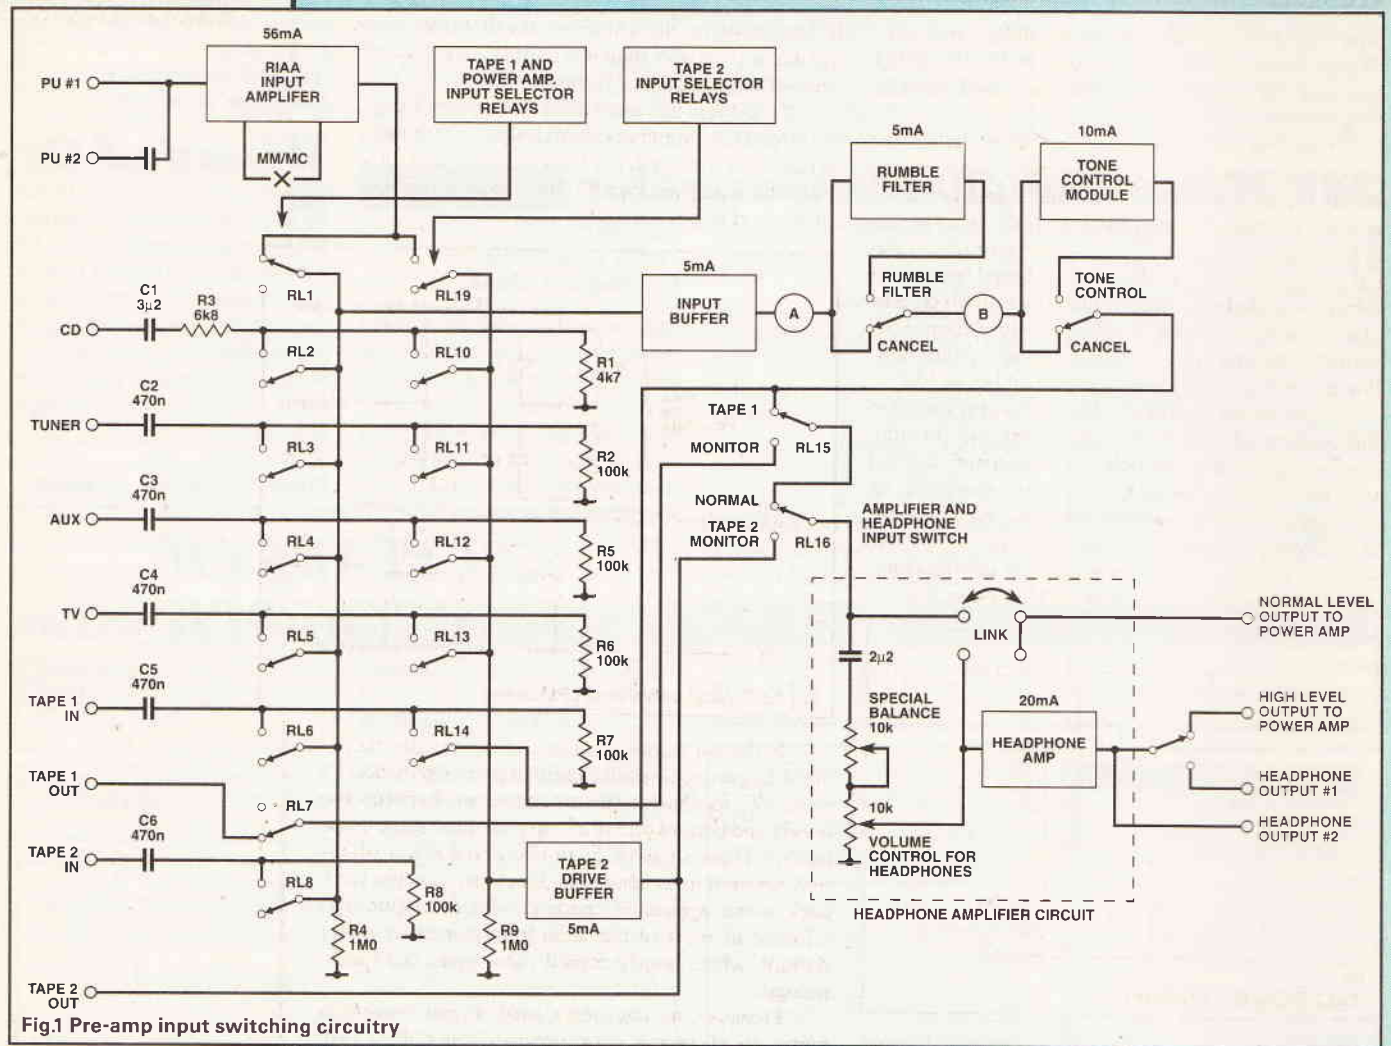 56mA
PU #1
RIAA
INPUT
AMPLIFER
TAPE 1 AND
POWER AMP.
INPUT SELECTOR
RELAYS
TAPE 2
INPUT SELECTOR
RELAYS
PU #2
MM/MC
5mA
RUMBLE
FILTER
10mA
TONE
CONTROL
MODULE
RL1
RL19
5mA
INPUT
BUFFER
A
RUMBLE
FILTER
B
TONE
CONTROL
CANCEL
CANCEL
C1
3µ2
R3
6k8
CD
RL2
RL10
R1
4k7
C2
470n
TUNER
RL3
RL11
R2
100k
TAPE 1
MONITOR
RL15
C3
470n
AUX
RL4
RL12
R5
100k
NORMAL
TAPE 2
MONITOR
RL16
AMPLIFIER AND
HEADPHONE
INPUT SWITCH
C4
470n
TV
RL5
RL13
R6
100k
LINK
NORMAL LEVEL
OUTPUT TO
POWER AMP
2µ2
C5
470n
TAPE 1
IN
RL6
RL14
R7
100k
SPECIAL
BALANCE
10k
20mA
HEADPHONE
AMP
HIGH LEVEL
OUTPUT TO
POWER AMP
TAPE 1
OUT
RL7
10k
VOLUME
CONTROL FOR
HEADPHONES
HEADPHONE
OUTPUT #1
HEADPHONE
OUTPUT #2
C6
470n
TAPE 2
IN
RL8
R8
100k
TAPE 2
DRIVE
BUFFER
5mA
R4
1M0
R9
1M0
HEADPHONE AMPLIFIER CIRCUIT
TAPE 2
OUT
Fig.1 Pre-amp input switching circuitry